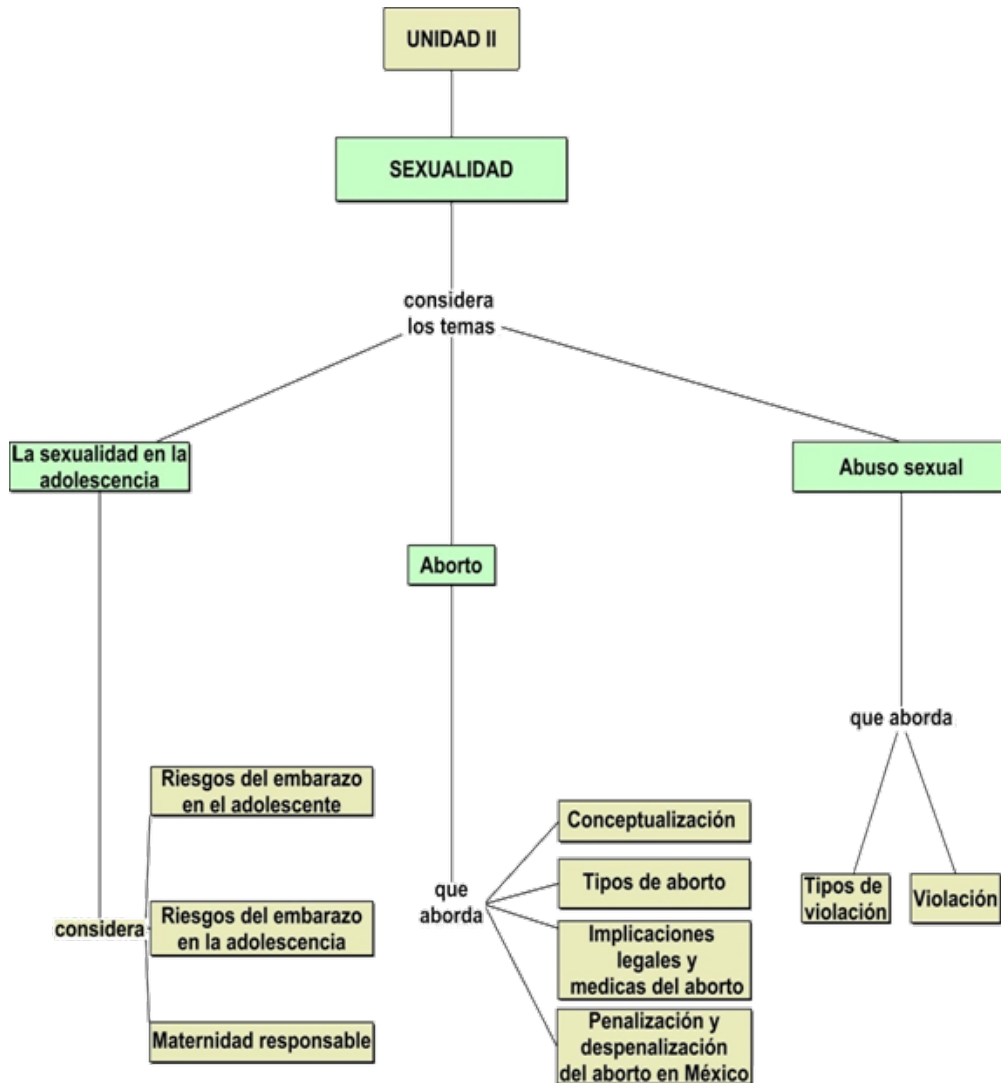 UNIDAD II
SEXUALIDAD
considera
los temas
La sexualidad en la
adolescencia
Aborto
Abuso sexual
considera
Riesgos del embarazo
en el adolescente
Riesgos del embarazo
en la adolescencia
Maternidad responsable
que
aborda
Conceptualización
Tipos de aborto
Implicaciones
legales y
medicas del aborto
Penalización y
despenalización
del aborto en México
que aborda
Tipos de
violación
Violación